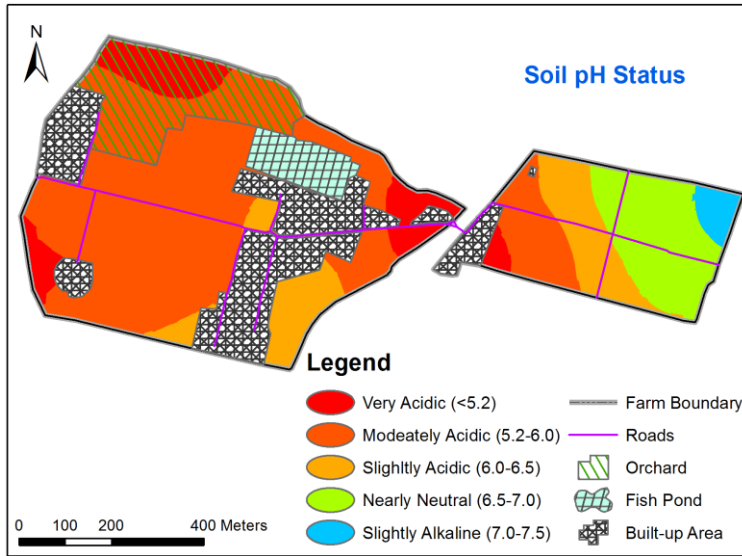 N
Soil pH Status
Legend
Very Acidic (<5.2)
Modeately Acidic (5.2-6.0)
Slighltly Acidic (6.0-6.5)
Nearly Neutral (6.5-7.0)
Slightly Alkaline (7.0-7.5)
Farm Boundary
Roads
Orchard
Fish Pond
Built-up Area
0 100 200 400 Meters